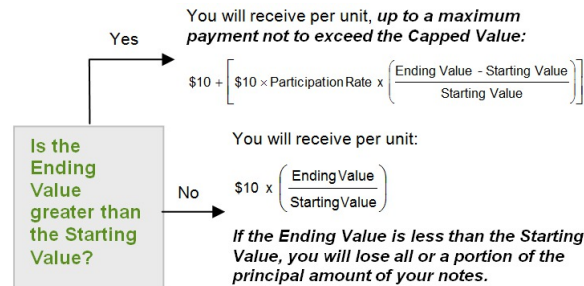 You will receive per unit, up to a maximum
payment not to exceed the Capped Value:
Yes
$10 + [ $10 × Participation Rate x ( Ending Value - Starting Value / Starting Value ) ]
Is the
Ending
Value
greater than
the Starting
Value?
No
You will receive per unit:
$10 x ( Ending Value / Starting Value )
If the Ending Value is less than the Starting
Value, you will lose all or a portion of the
principal amount of your notes.